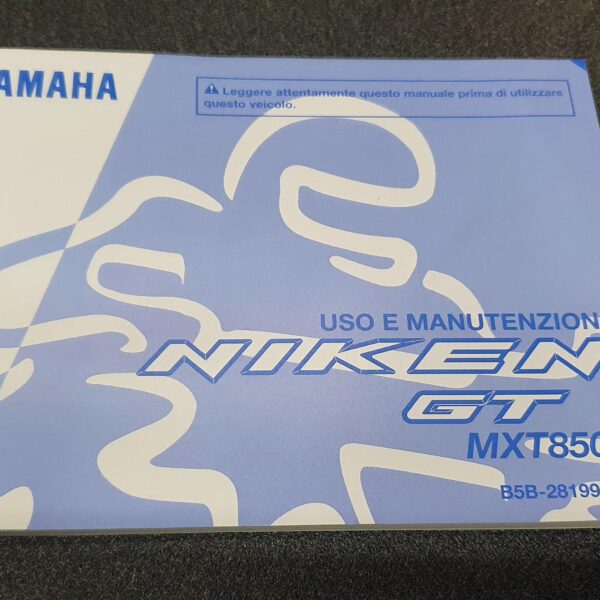 YAMAHA
⚠ Leggere attentamente questo manuale prima di utilizzare
questo veicolo.
USO E MANUTENZION
NIKEN
GT
MXT850
B5B-28199